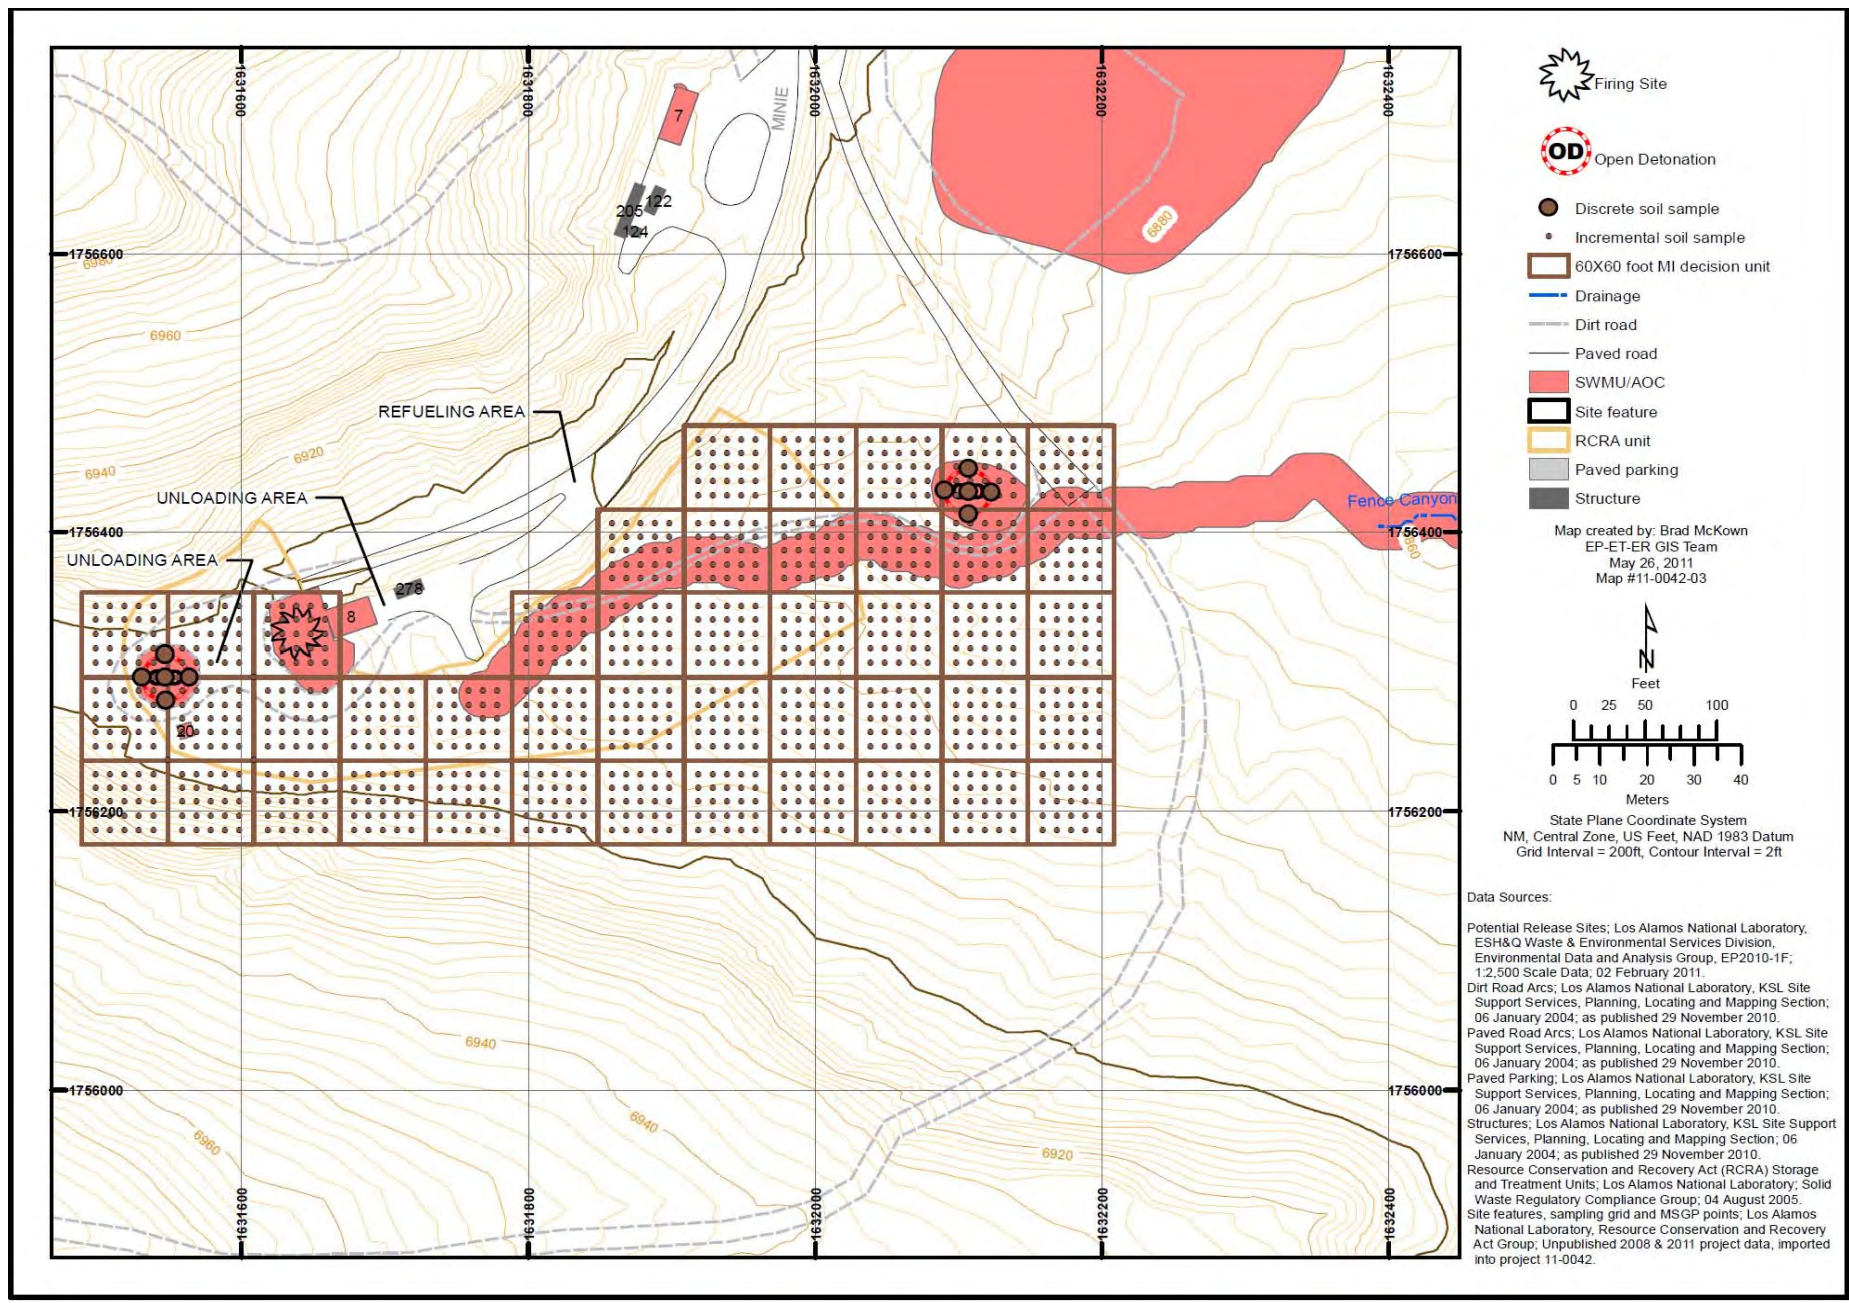 1631600
1631800
1632000
1632200
1632400
MINIE
7
205
122
124
6880
1756600
1756600
6980
6960
REFUELING AREA
6920
6940
UNLOADING AREA
Fence Canyon
1756400
1756400
6860
UNLOADING AREA
278
8
20
1756200
1756200
6940
1756000
1756000
6940
6960
6920
1631600
1631800
1632000
1632200
1632400
Firing Site
OD
Open Detonation
Discrete soil sample
Incremental soil sample
60X60 foot MI decision unit
Drainage
Dirt road
Paved road
SWMU/AOC
Site feature
RCRA unit
Paved parking
Structure
Map created by: Brad McKown
EP-ET-ER GIS Team
May 26, 2011
Map #11-0042-03
N
Feet
0 25 50 100
0 5 10 20 30 40
Meters
State Plane Coordinate System
NM, Central Zone, US Feet, NAD 1983 Datum
Grid Interval = 200ft, Contour Interval = 2ft
Data Sources:
Potential Release Sites; Los Alamos National Laboratory,
ESH&Q Waste & Environmental Services Division,
Environmental Data and Analysis Group, EP2010-1F;
1:2,500 Scale Data; 02 February 2011.
Dirt Road Arcs; Los Alamos National Laboratory, KSL Site
Support Services, Planning, Locating and Mapping Section;
06 January 2004; as published 29 November 2010.
Paved Road Arcs; Los Alamos National Laboratory, KSL Site
Support Services, Planning, Locating and Mapping Section;
06 January 2004; as published 29 November 2010.
Paved Parking; Los Alamos National Laboratory, KSL Site
Support Services, Planning, Locating and Mapping Section;
06 January 2004; as published 29 November 2010.
Structures; Los Alamos National Laboratory, KSL Site Support
Services, Planning, Locating and Mapping Section; 06
January 2004; as published 29 November 2010.
Resource Conservation and Recovery Act (RCRA) Storage
and Treatment Units; Los Alamos National Laboratory; Solid
Waste Regulatory Compliance Group; 04 August 2005.
Site features, sampling grid and MSGP points; Los Alamos
National Laboratory, Resource Conservation and Recovery
Act Group; Unpublished 2008 & 2011 project data, imported
into project 11-0042.